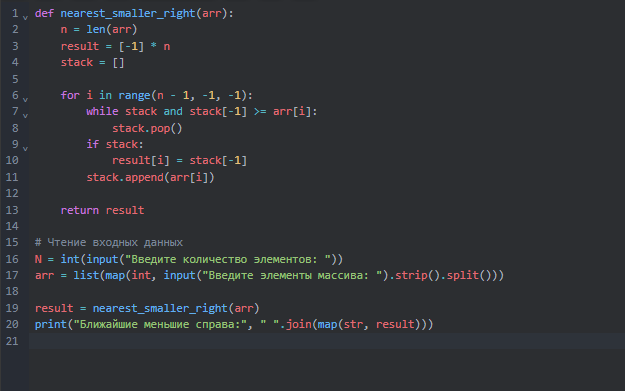 1 def nearest_smaller_right(arr):
2     n = len(arr)
3     result = [-1] * n
4     stack = []
5
6     for i in range(n - 1, -1, -1):
7         while stack and stack[-1] >= arr[i]:
8             stack.pop()
9         if stack:
10             result[i] = stack[-1]
11         stack.append(arr[i])
12
13     return result
14
15 # Чтение входных данных
16 N = int(input("Введите количество элементов: "))
17 arr = list(map(int, input("Введите элементы массива: ").strip().split()))
18
19 result = nearest_smaller_right(arr)
20 print("Ближайшие меньшие справа:", " ".join(map(str, result)))
21